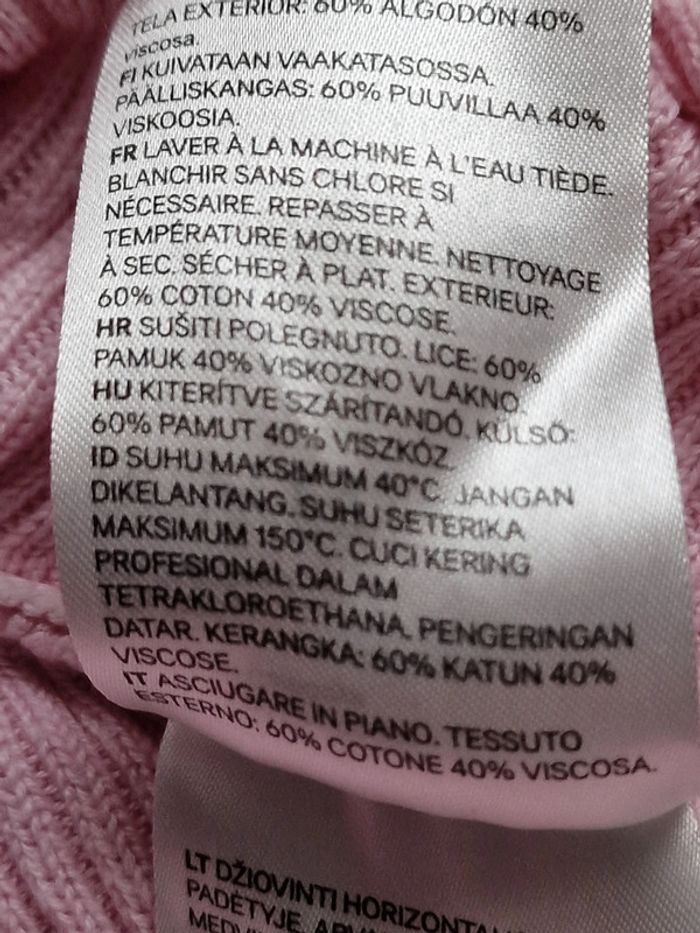 TELA EXTERIOR: 60% ALGODÓN 40%
viscosa.
FI KUIVATAAN VAAKATASOSSA.
PÄÄLLISKANGAS: 60% PUUVILLAA 40%
VISKOOSIA.
FR LAVER À LA MACHINE À L'EAU TIÈDE.
BLANCHIR SANS CHLORE SI
NÉCESSAIRE. REPASSER À
TEMPÉRATURE MOYENNE. NETTOYAGE
À SEC. SÉCHER À PLAT. EXTERIEUR:
60% COTON 40% VISCOSE.
HR SUŠITI POLEGNUTO. LICE: 60%
PAMUK 40% VISKOZNO VLAKNO.
HU KITERÍTVE SZÁRÍTANDÓ. KÜLSŐ:
60% PAMUT 40% VISZKÓZ.
ID SUHU MAKSIMUM 40°C. JANGAN
DIKELANTANG. SUHU SETERIKA
MAKSIMUM 150°C. CUCI KERING
PROFESIONAL DALAM
TETRAKLOROETHANA. PENGERINGAN
DATAR. KERANGKA: 60% KATUN 40%
VISCOSE.
IT ASCIUGARE IN PIANO. TESSUTO
ESTERNO: 60% COTONE 40% VISCOSA.
LT DŽIOVINTI
PADĖTYJE.